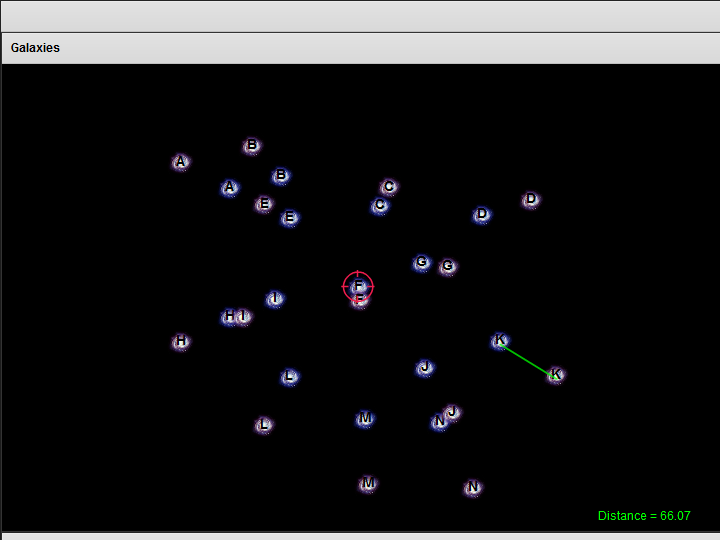 Galaxies
B
A
B
A
C
E
C
D
E
D
G
G
F
F
I
H I
H
K
J
K
L
J
M
N
L
M
N
Distance = 66.07